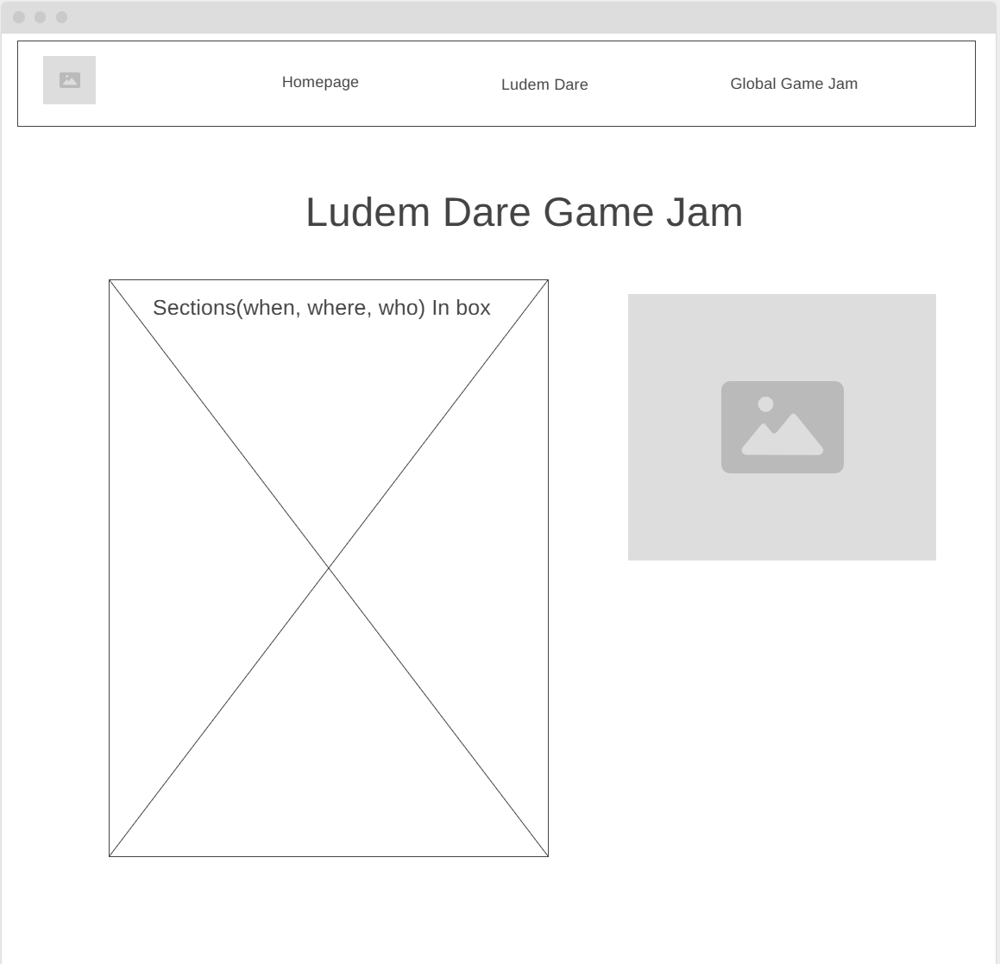 Homepage
Ludem Dare
Global Game Jam
Ludem Dare Game Jam
Sections(when, where, who) In box